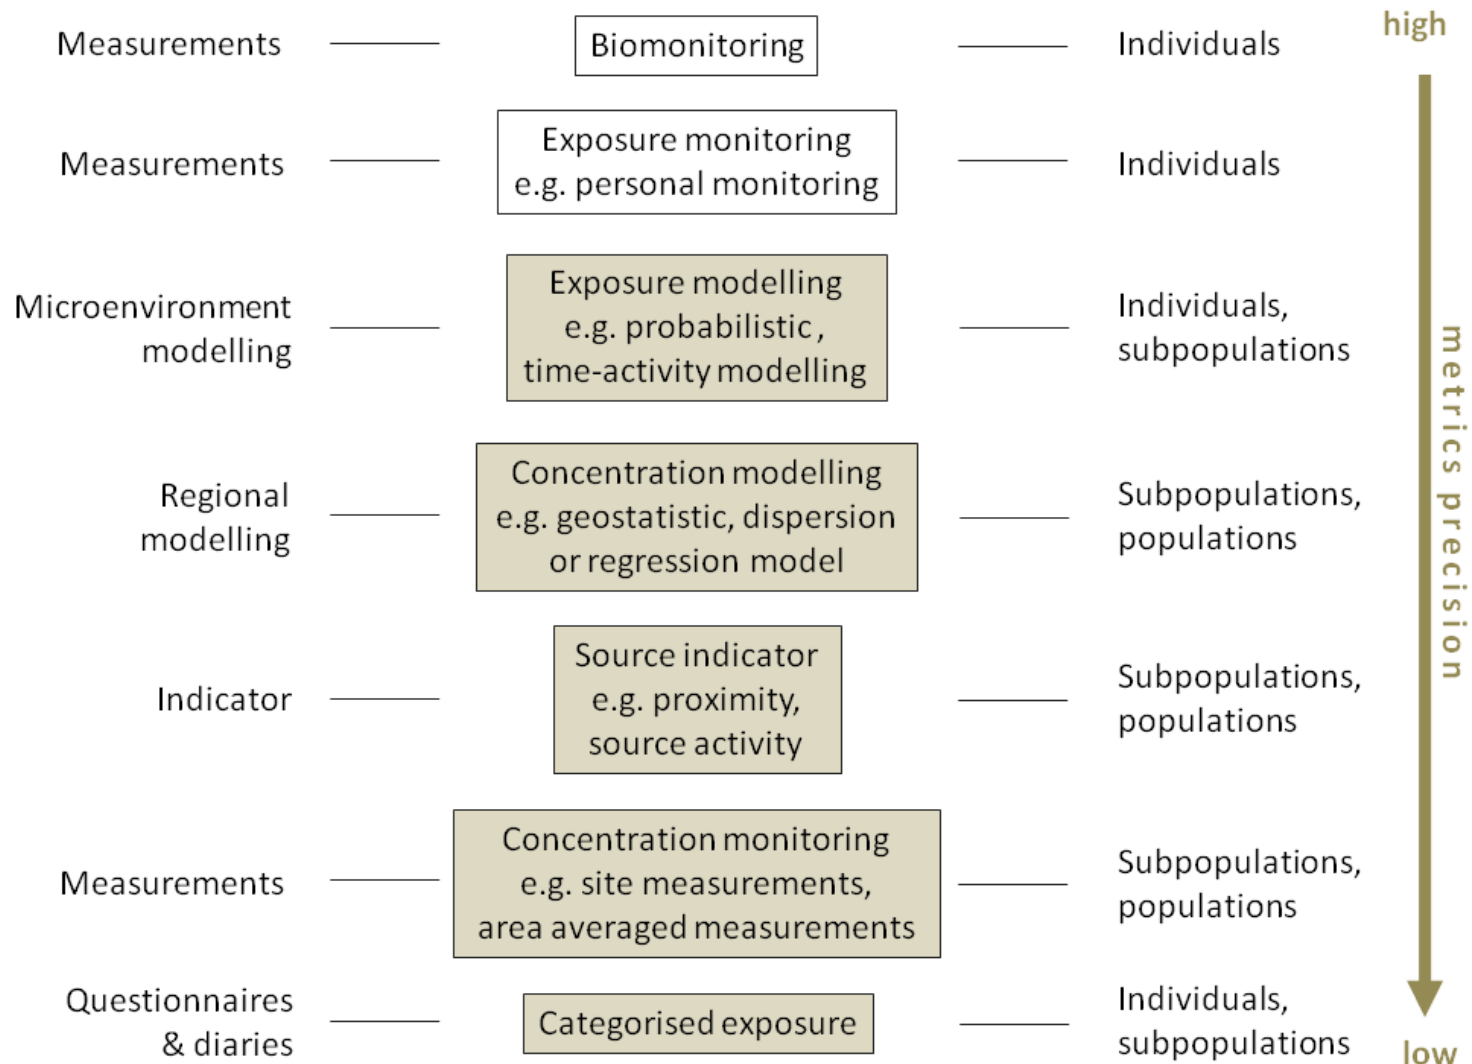 high
Measurements
Biomonitoring
Individuals
Measurements
Exposure monitoring
e.g. personal monitoring
Individuals
Microenvironment
modelling
Exposure modelling
e.g. probabilistic,
time-activity modelling
Individuals,
subpopulations
Regional
modelling
Concentration modelling
e.g. geostatistic, dispersion
or regression model
Subpopulations,
populations
Indicator
Source indicator
e.g. proximity,
source activity
Subpopulations,
populations
Measurements
Concentration monitoring
e.g. site measurements,
area averaged measurements
Subpopulations,
populations
Questionnaires
& diaries
Categorised exposure
Individuals,
subpopulations
metrics precision
low